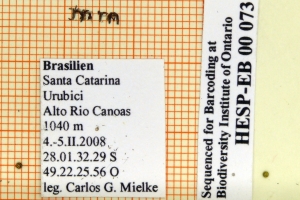 mm
Brasilien
Santa Catarina
Urubici
Alto Rio Canoas
1040 m
4.-5.II.2008
28.01.32.29 S
49.22.25.56 O
leg. Carlos G. Mielke
Sequenced for Barcoding at
Biodiversity Institute of Ontario
HESP-EB 00 073